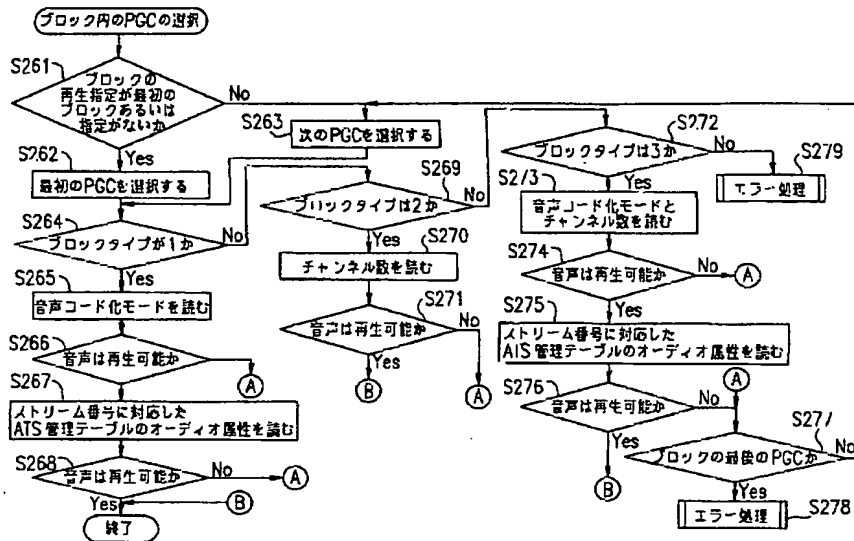 ブロック内のPGCの選択
S261
ブロックの
再生指定が最初の
ブロックあるいは
指定がないか
No
Yes
S262
最初のPGCを選択する
S263
次のPGCを選択する
S264
ブロックタイプが1か
No
Yes
S265
音声コード化モードを読む
S266
音声は再生可能か
A
S267
ストリーム番号に対応した
ATS管理テーブルのオーディオ属性を読む
S268
音声は再生可能か
No
A
Yes
B
終了
S269
ブロックタイプは2か
No
Yes
S270
チャンネル数を読む
S271
音声は再生可能か
No
Yes
B
A
S272
ブロックタイプは3か
No
S279
エラー処理
Yes
S273
音声コード化モードと
チャンネル数を読む
S274
音声は再生可能か
No
A
Yes
S275
ストリーム番号に対応した
ATS管理テーブルのオーディオ属性を読む
S276
音声は再生可能か
No
A
Yes
B
S277
ブロックの最後のPGCか
No
Yes
S278
エラー処理